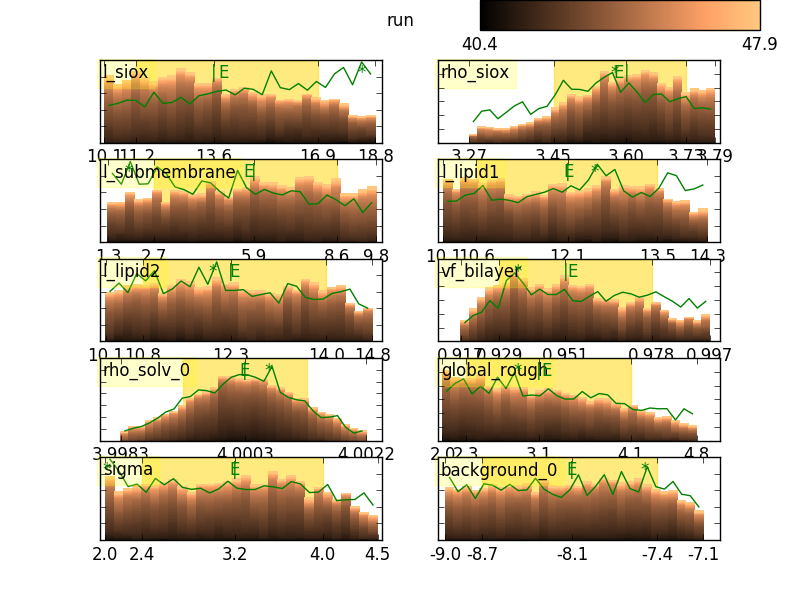 run
40.4 47.9
l_siox E *
10.1 11.2 13.6 16.9 18.8
rho_siox * E
3.27 3.45 3.60 3.73 3.79
l_submembrane * E
1.3 2.7 5.9 8.6 9.8
l_lipid1 E *
10.1 10.6 12.1 13.5 14.3
l_lipid2 * E
10.1 10.8 12.3 14.0 14.8
vf_bilayer * E
0.917 0.929 0.951 0.978 0.997
rho_solv_0 E *
3.9983 4.0003 4.0022
global_rough * E
2.0 2.3 3.1 4.1 4.8
sigma * E
2.0 2.4 3.2 4.0 4.5
background_0 E *
-9.0 -8.7 -8.1 -7.4 -7.1